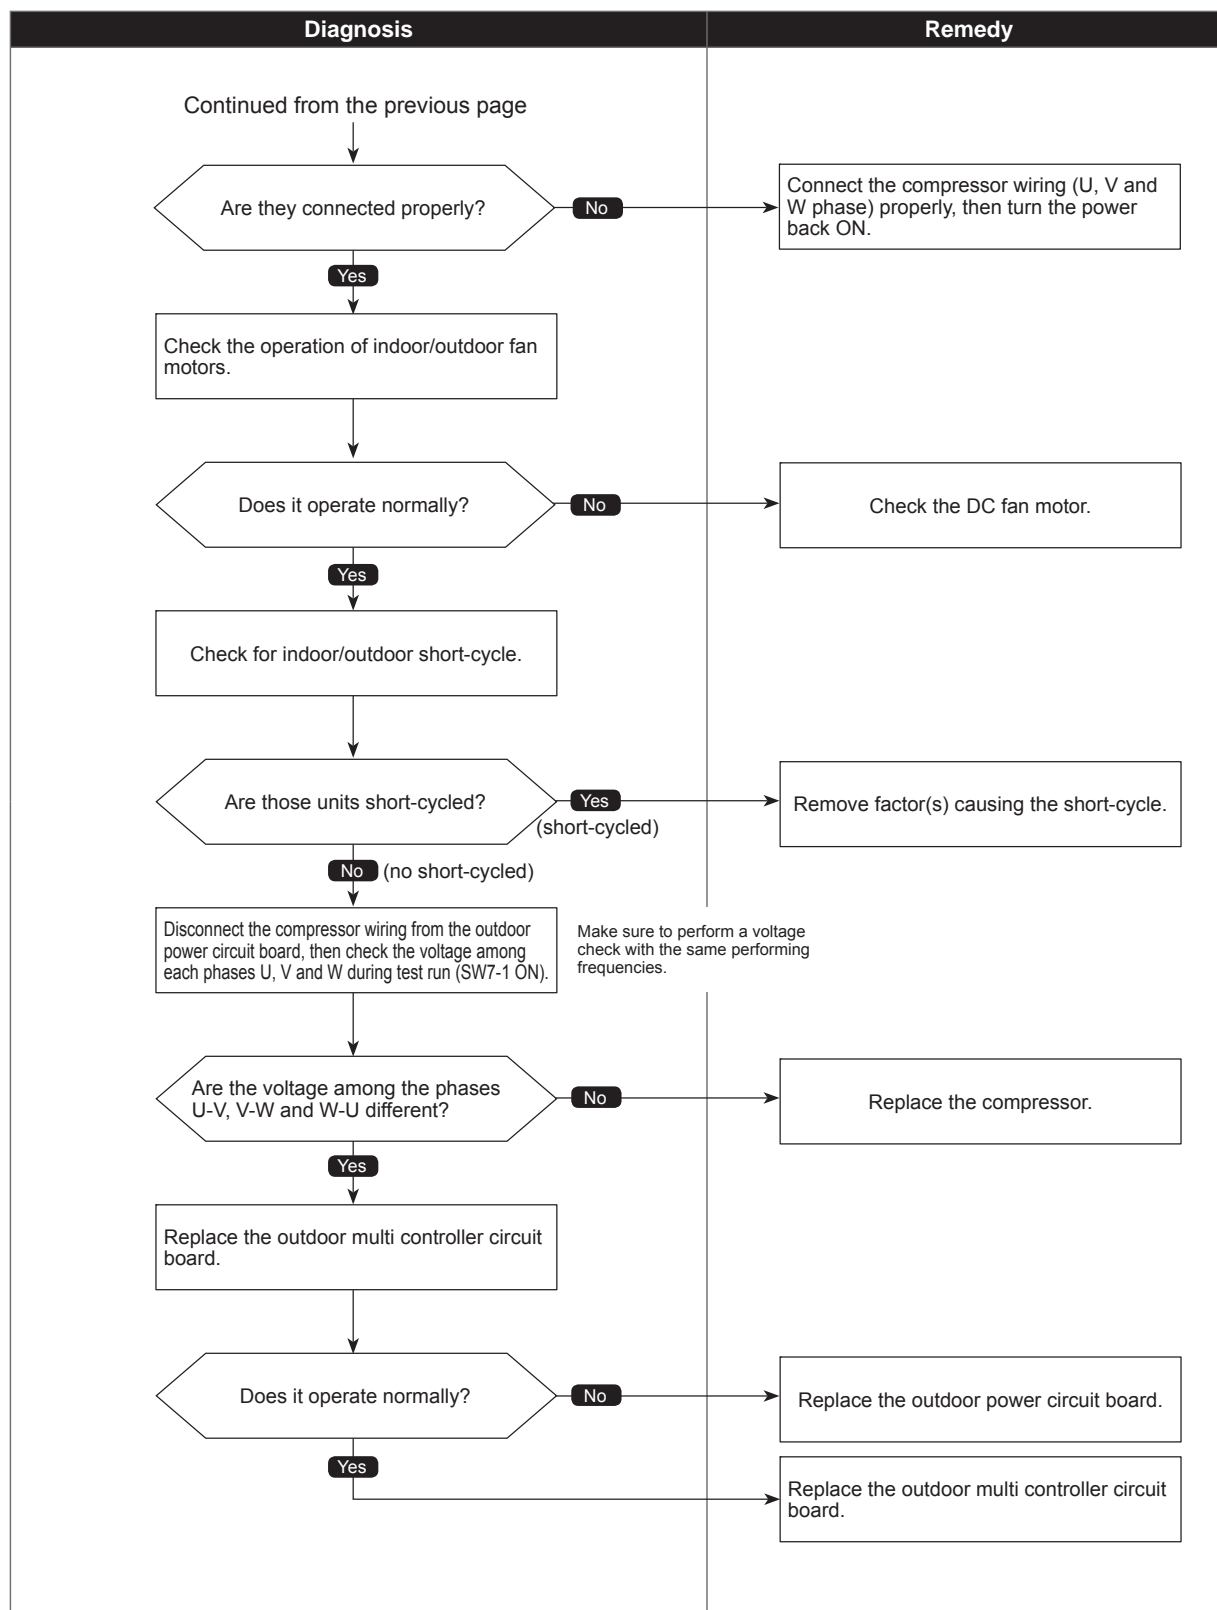 Diagnosis
Remedy
Continued from the previous page
Are they connected properly?
No
Connect the compressor wiring (U, V and
W phase) properly, then turn the power
back ON.
Yes
Check the operation of indoor/outdoor fan
motors.
Does it operate normally?
No
Check the DC fan motor.
Yes
Check for indoor/outdoor short-cycle.
Are those units short-cycled?
Yes
(short-cycled)
Remove factor(s) causing the short-cycle.
No (no short-cycled)
Disconnect the compressor wiring from the outdoor
power circuit board, then check the voltage among
each phases U, V and W during test run (SW7-1 ON).
Make sure to perform a voltage
check with the same performing
frequencies.
Are the voltage among the phases
U-V, V-W and W-U different?
No
Replace the compressor.
Yes
Replace the outdoor multi controller circuit
board.
Does it operate normally?
No
Replace the outdoor power circuit board.
Yes
Replace the outdoor multi controller circuit
board.